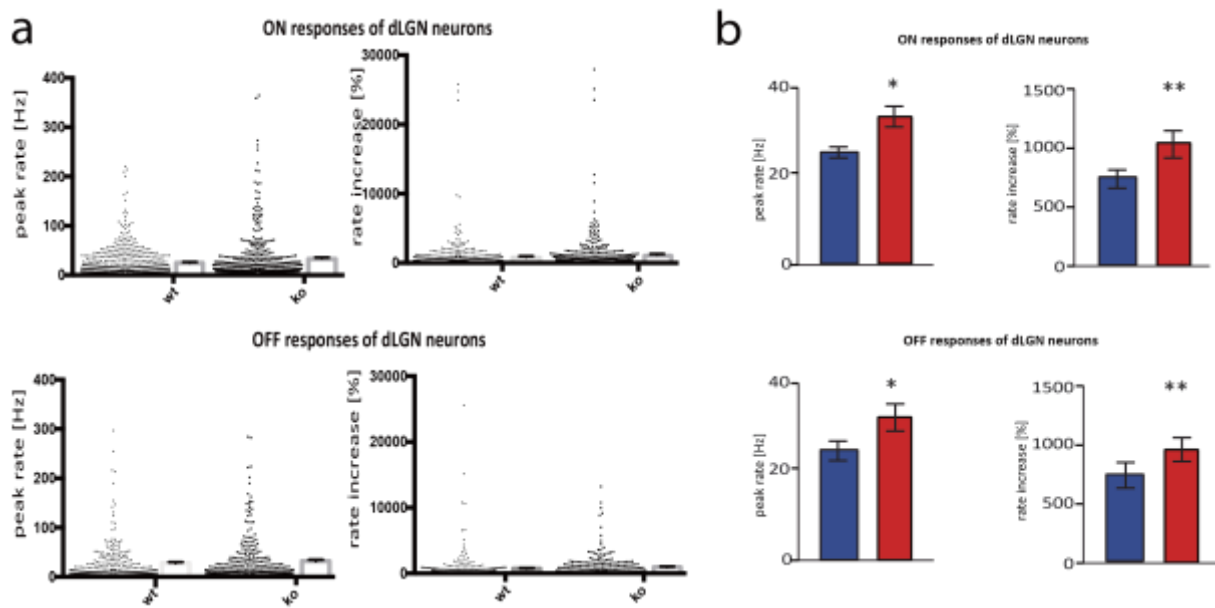 a
ON responses of dLGN neurons
peak rate [Hz]
400
300
200
100
0
wt
ko
rate increase [%]
30000
20000
10000
0
wt
ko
OFF responses of dLGN neurons
peak rate [Hz]
400
300
200
100
0
wt
ko
rate increase [%]
30000
20000
10000
0
wt
ko
b
ON responses of dLGN neurons
peak rate [Hz]
40
20
0
*
rate increase [%]
1500
1000
500
0
**
OFF responses of dLGN neurons
peak rate [Hz]
40
20
0
*
rate increase [%]
1500
1000
500
0
**